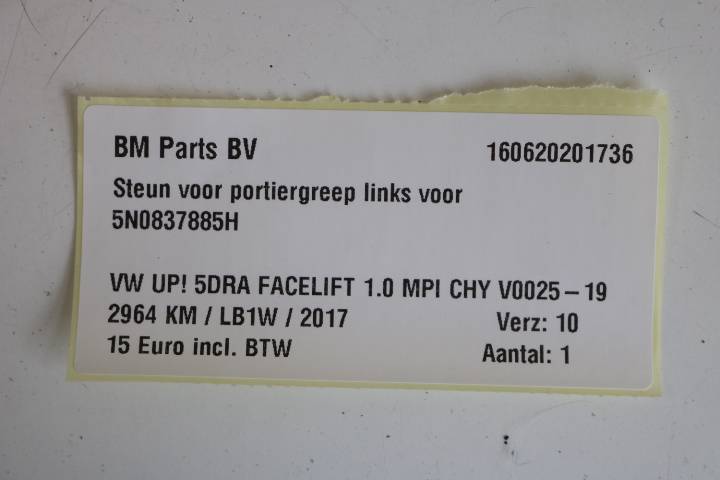 BM Parts BV 160620201736
Steun voor portiergreep links voor
5N0837885H
VW UP! 5DRA FACELIFT 1.0 MPI CHY V0025-19
2964 KM / LB1W / 2017 Verz: 10
15 Euro incl. BTW Aantal: 1